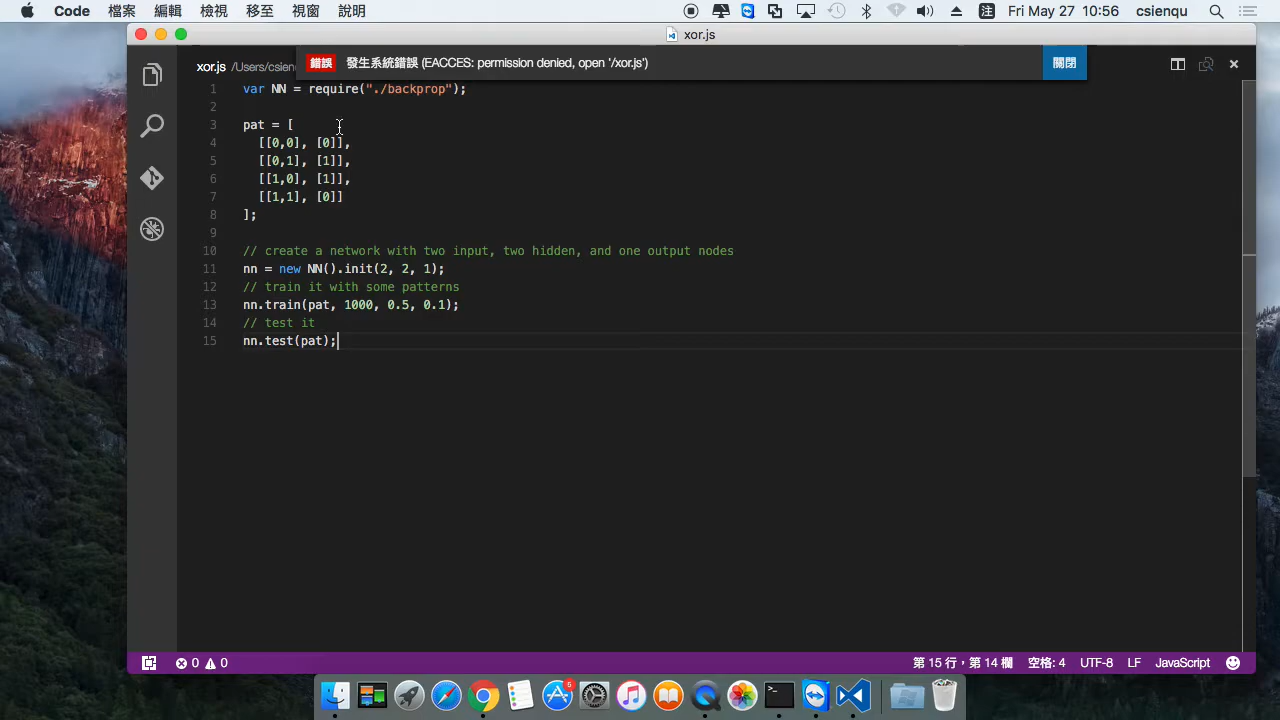 Code 檔案 編輯 檢視 移至 視窗 說明 注 Fri May 27 10:56 csienqu
xor.js
xor.js /Users/csien
錯誤 發生系統錯誤 (EACCES: permission denied, open '/xor.js') 關閉
1 var NN = require("./backprop");
2
3 pat = [
4 [[0,0], [0]],
5 [[0,1], [1]],
6 [[1,0], [1]],
7 [[1,1], [0]]
8 ];
9
10 // create a network with two input, two hidden, and one output nodes
11 nn = new NN().init(2, 2, 1);
12 // train it with some patterns
13 nn.train(pat, 1000, 0.5, 0.1);
14 // test it
15 nn.test(pat);
0 0 第 15 行，第 14 欄 空格: 4 UTF-8 LF JavaScript
6